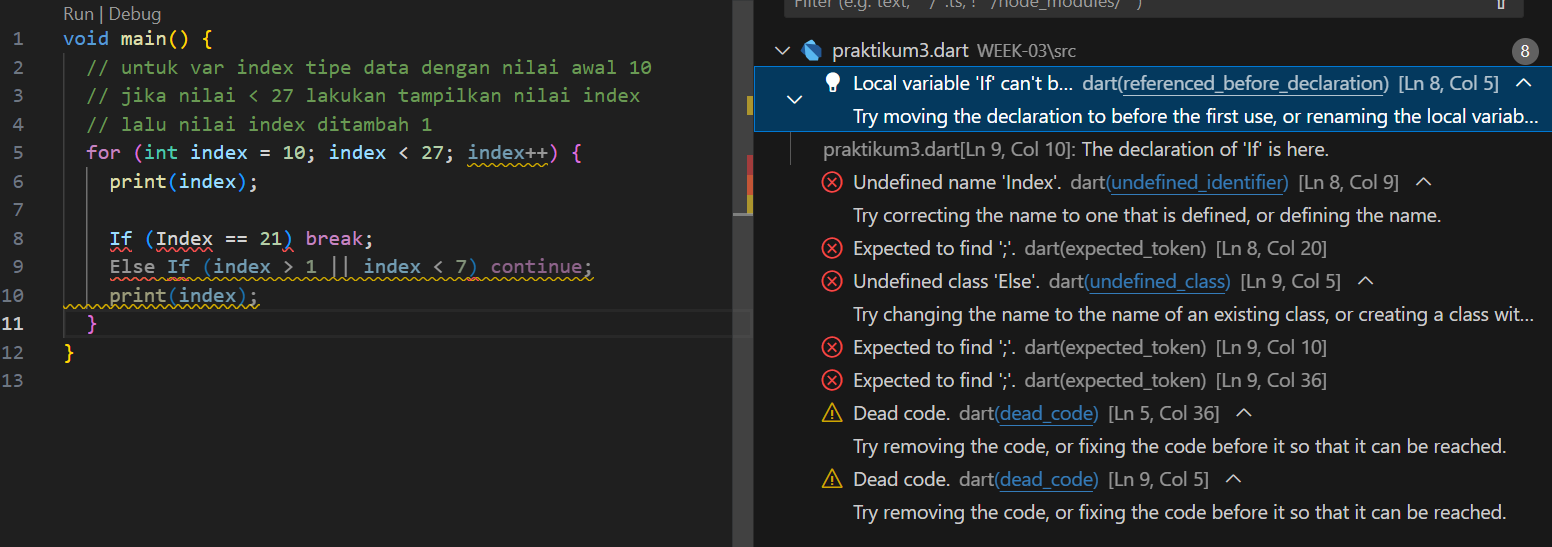 Run | Debug
1 void main() {
2 // untuk var index tipe data dengan nilai awal 10
3 // jika nilai < 27 lakukan tampilkan nilai index
4 // lalu nilai index ditambah 1
5 for (int index = 10; index < 27; index++) {
6 print(index);
7
8 If (Index == 21) break;
9 Else If (index > 1 || index < 7) continue;
10 print(index);
11 }
12 }
13
Filter (e.g. text, **/*.ts, !**/node_modules/**)
praktikum3.dart WEEK-03\src 8
Local variable 'If' can't b... dart(referenced_before_declaration) [Ln 8, Col 5]
Try moving the declaration to before the first use, or renaming the local variab...
praktikum3.dart[Ln 9, Col 10]: The declaration of 'If' is here.
Undefined name 'Index'. dart(undefined_identifier) [Ln 8, Col 9]
Try correcting the name to one that is defined, or defining the name.
Expected to find ';'. dart(expected_token) [Ln 8, Col 20]
Undefined class 'Else'. dart(undefined_class) [Ln 9, Col 5]
Try changing the name to the name of an existing class, or creating a class wit...
Expected to find ';'. dart(expected_token) [Ln 9, Col 10]
Expected to find ';'. dart(expected_token) [Ln 9, Col 36]
Dead code. dart(dead_code) [Ln 5, Col 36]
Try removing the code, or fixing the code before it so that it can be reached.
Dead code. dart(dead_code) [Ln 9, Col 5]
Try removing the code, or fixing the code before it so that it can be reached.